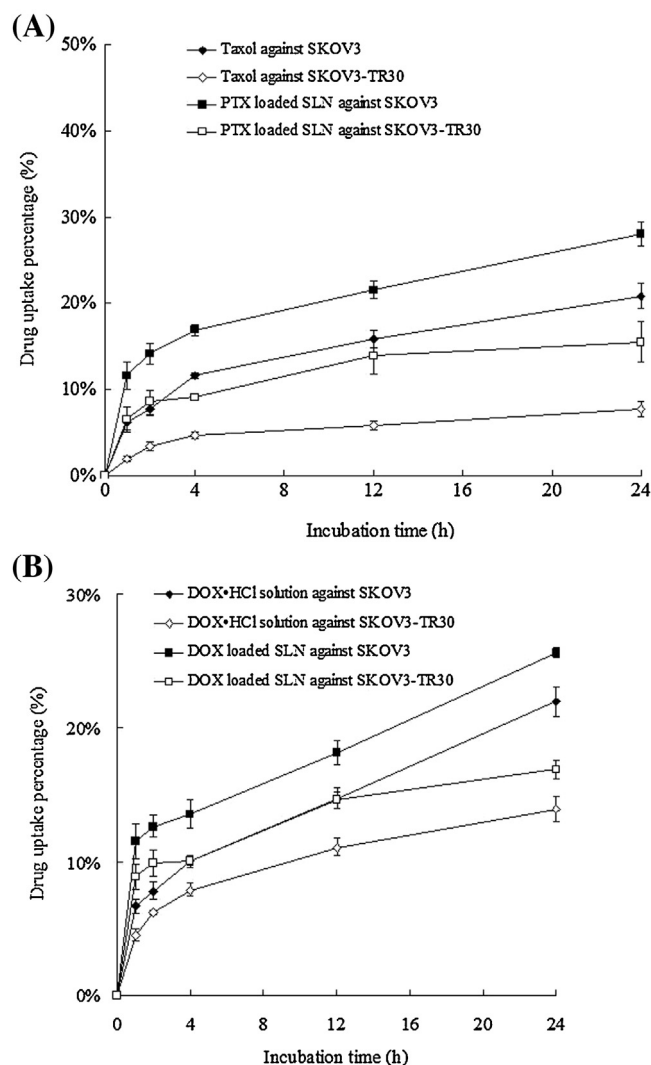 (A)
50%
40%
30%
20%
10%
0%
Drug uptake percentage (%)
Taxol against SKOV3
Taxol against SKOV3-TR30
PTX loaded SLN against SKOV3
PTX loaded SLN against SKOV3-TR30
0 4 8 12 16 20 24
Incubation time (h)
(B)
30%
20%
10%
0%
Drug uptake percentage (%)
DOX•HCl solution against SKOV3
DOX•HCl solution against SKOV3-TR30
DOX loaded SLN against SKOV3
DOX loaded SLN against SKOV3-TR30
0 4 8 12 16 20 24
Incubation time (h)